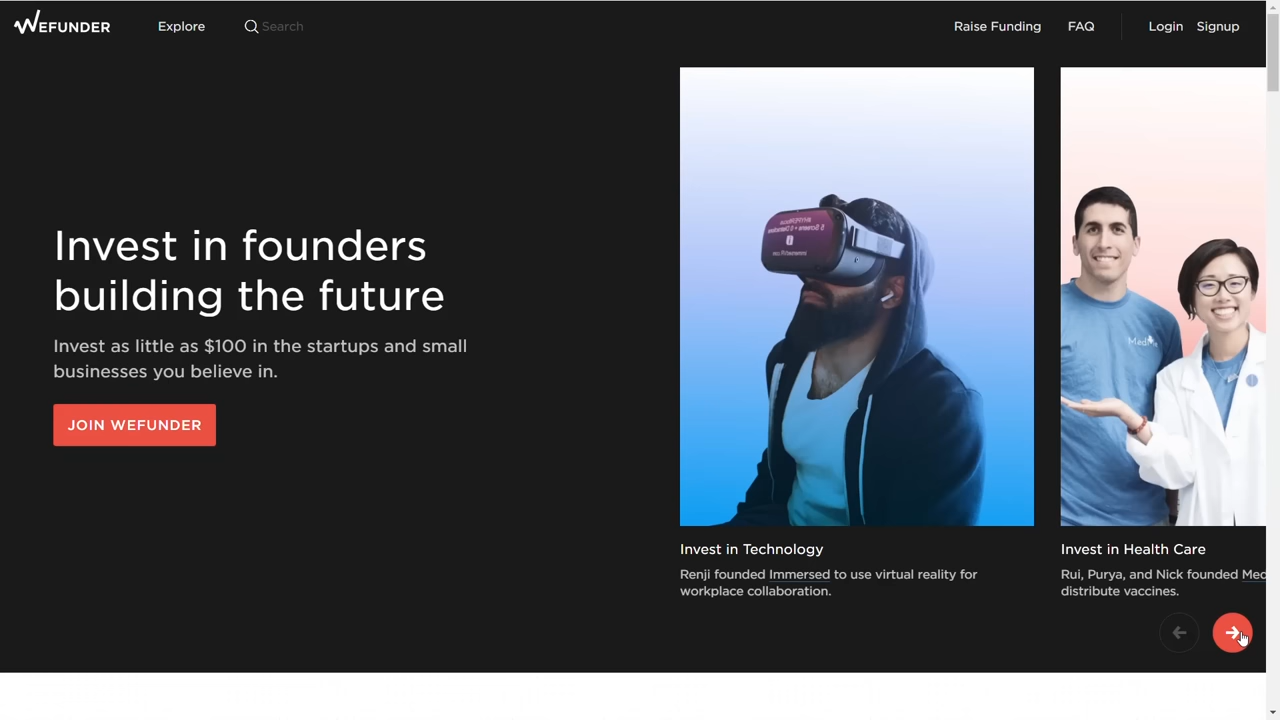 WEFUNDER Explore Search Raise Funding FAQ Login Signup
Invest in founders
building the future
Invest as little as $100 in the startups and small
businesses you believe in.
JOIN WEFUNDER
Invest in Technology
Renji founded Immersed to use virtual reality for
workplace collaboration.
Invest in Health Care
Rui, Purya, and Nick founded Med
distribute vaccines.